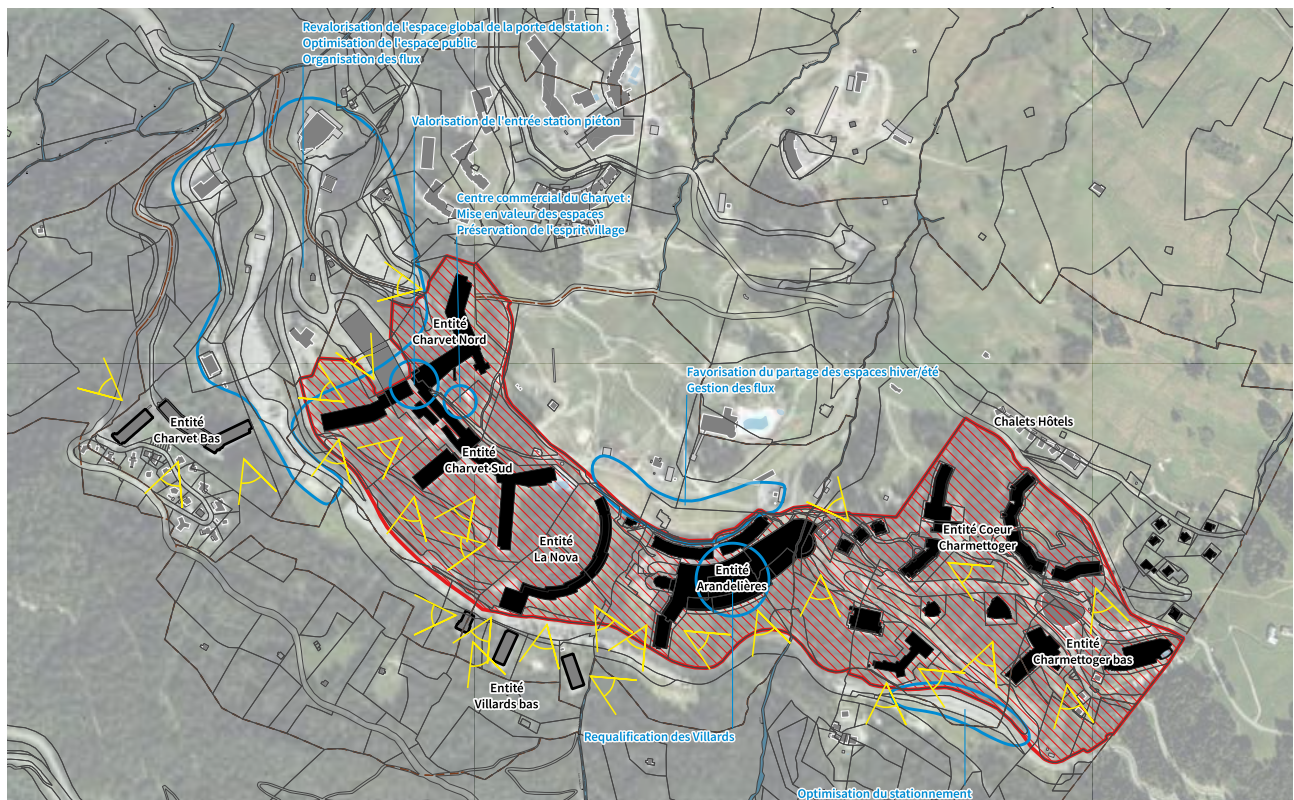 Revalorisation de l'espace global de la porte de station :
Optimisation de l'espace public
Organisation des flux
Valorisation de l'entrée station piéton
Centre commercial du Charvet :
Mise en valeur des espaces
Préservation de l'esprit village
Entité
Charvet Nord
Favorisation du partage des espaces hiver/été
Gestion des flux
Entité
Charvet Bas
Chalets Hôtels
Entité
Charvet Sud
Entité
La Nova
Entité Coeur
Charmettoger
Entité
Arandelières
Entité
Charmettoger bas
Entité
Villards bas
Requalification des Villards
Optimisation du stationnement